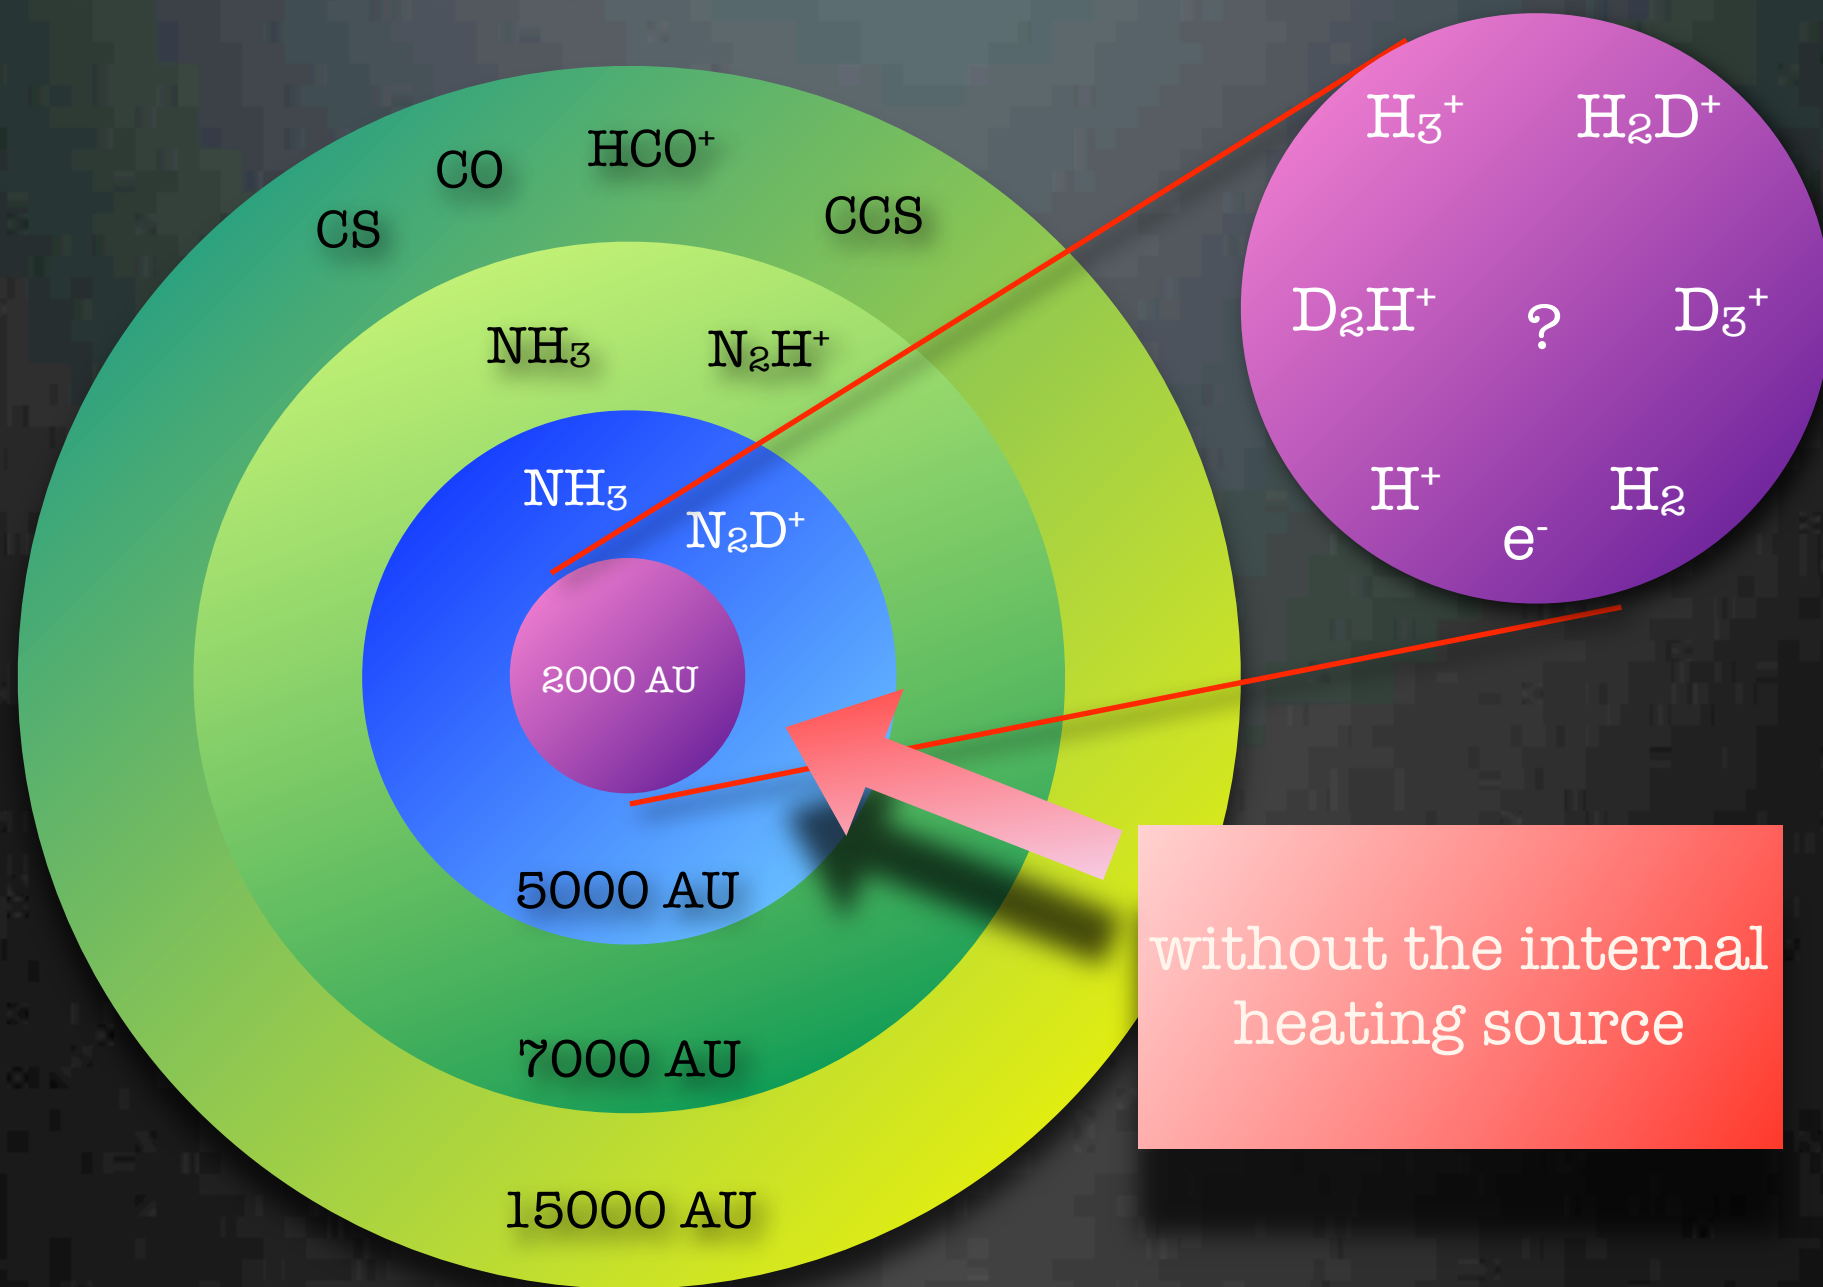 H₃⁺ H₂D⁺
CO HCO⁺
CS CCS
D₂H⁺ ? D₃⁺
NH₃ N₂H⁺
NH₃ H⁺ H₂
N₂D⁺ e⁻
2000 AU
5000 AU
without the internal
heating source
7000 AU
15000 AU